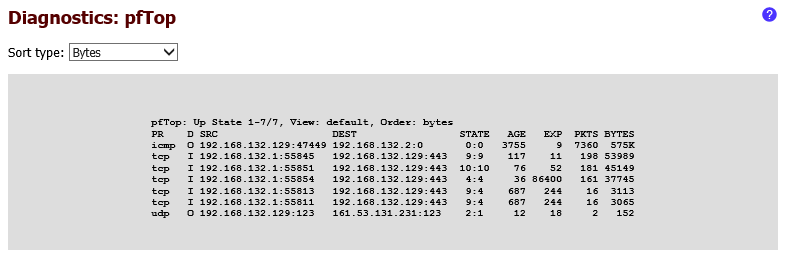 Diagnostics: pfTop
?
Sort type: Bytes
pfTop: Up State 1-7/7, View: default, Order: bytes
PR D SRC DEST STATE AGE EXP PKTS BYTES
icmp O 192.168.132.129:47449 192.168.132.2:0 0:0 3755 9 7360 575K
tcp I 192.168.132.1:55845 192.168.132.129:443 9:9 117 11 198 53989
tcp I 192.168.132.1:55851 192.168.132.129:443 10:10 76 52 181 45149
tcp I 192.168.132.1:55854 192.168.132.129:443 4:4 36 86400 161 37745
tcp I 192.168.132.1:55813 192.168.132.129:443 9:4 687 244 16 3113
tcp I 192.168.132.1:55811 192.168.132.129:443 9:4 687 244 16 3065
udp O 192.168.132.129:123 161.53.131.231:123 2:1 12 18 2 152